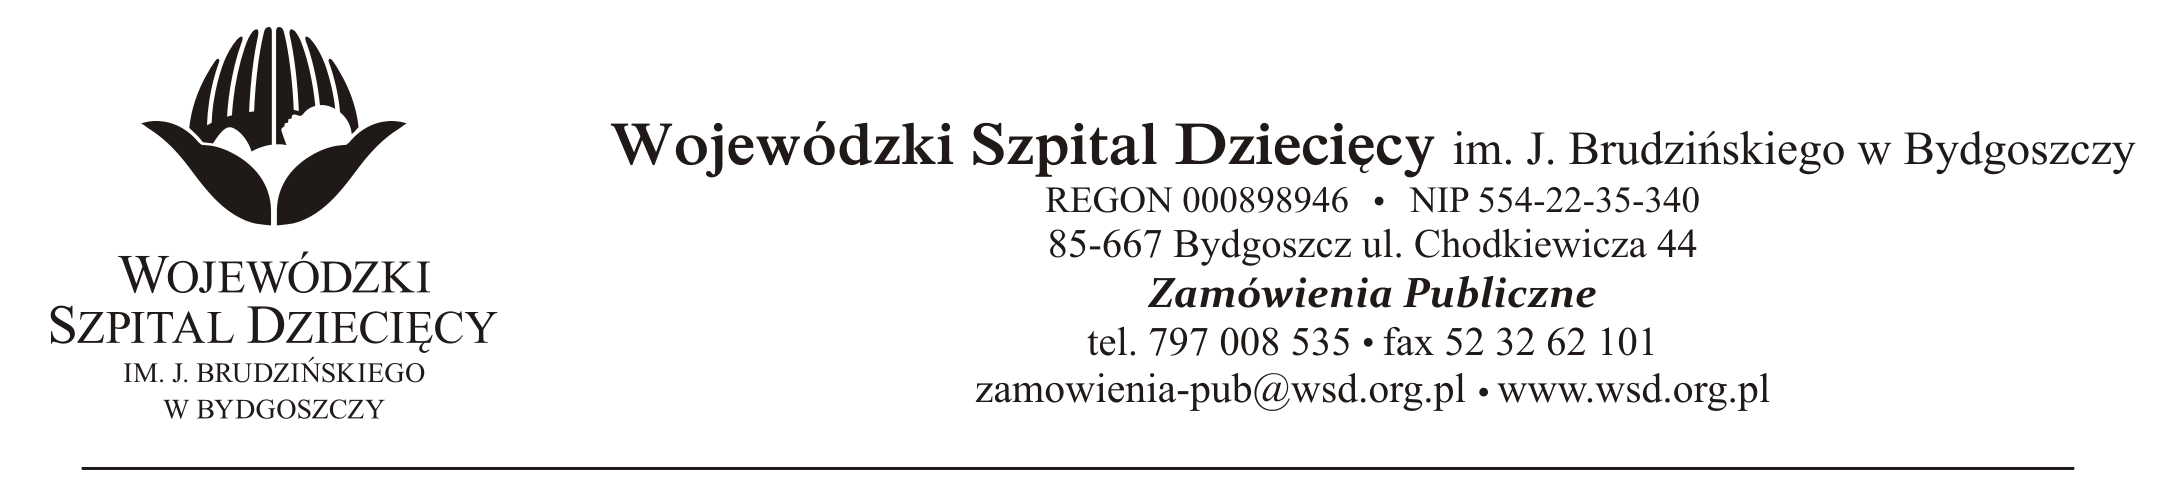 WOJEWÓDZKI
SZPITAL DZIECIĘCY
IM. J. BRUDZIŃSKIEGO
W BYDGOSZCZY
Wojewódzki Szpital Dziecięcy im. J. Brudzińskiego w Bydgoszczy
REGON 000898946 • NIP 554-22-35-340
85-667 Bydgoszcz ul. Chodkiewicza 44
Zamówienia Publiczne
tel. 797 008 535 • fax 52 32 62 101
zamowienia-pub@wsd.org.pl • www.wsd.org.pl